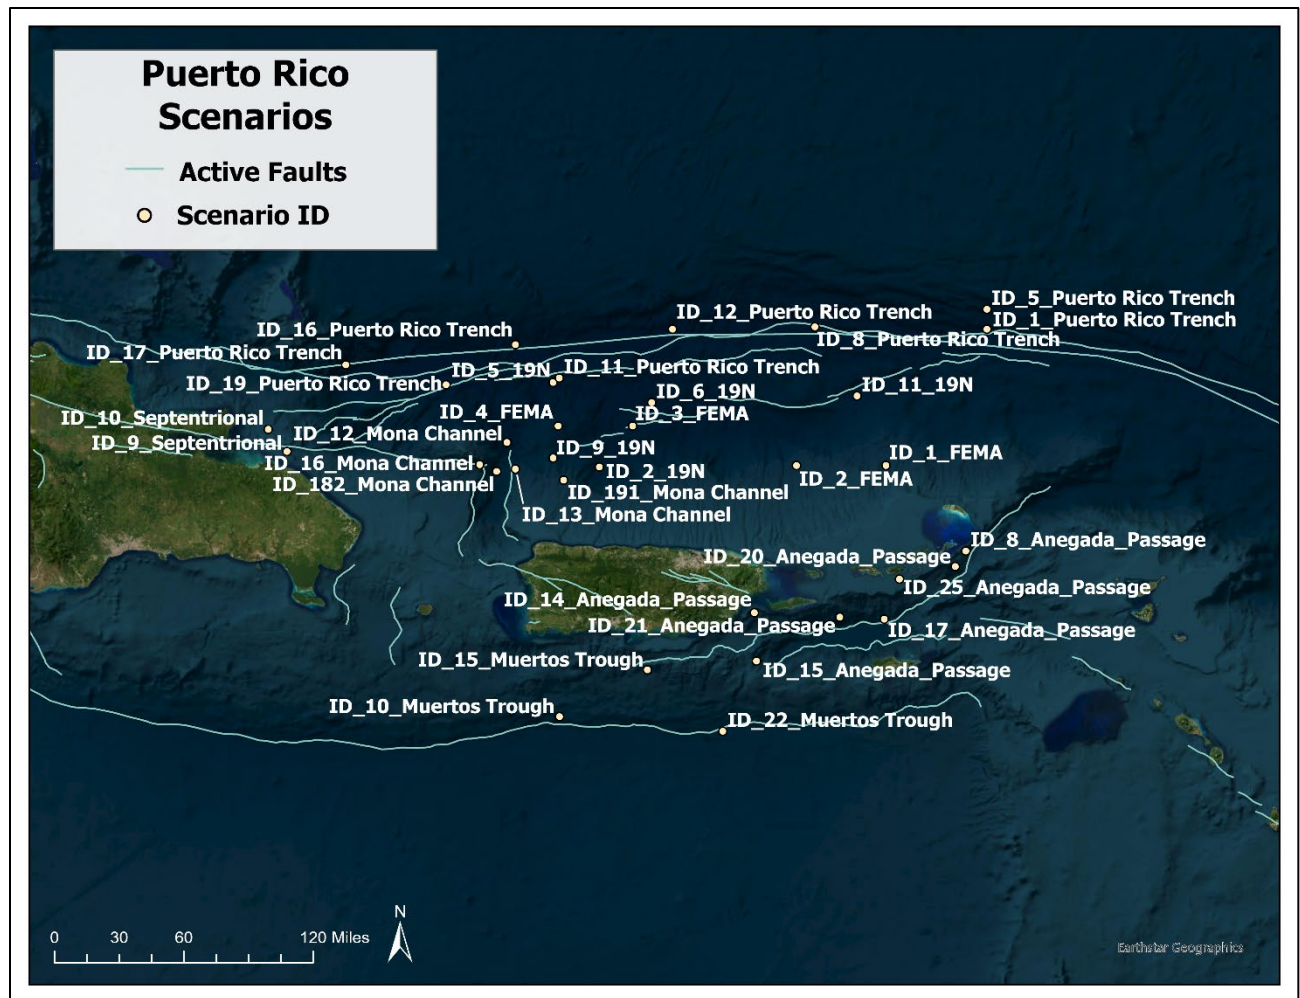 Puerto Rico
Scenarios
Active Faults
Scenario ID
ID_5_Puerto Rico Trench
ID_12_Puerto Rico Trench
ID_1_Puerto Rico Trench
ID_16_Puerto Rico Trench
ID_8_Puerto Rico Trench
ID_17_Puerto Rico Trench
ID_5_19N
ID_11_Puerto Rico Trench
ID_19_Puerto Rico Trench
ID_11_19N
ID_6_19N
ID_10_Septentrional
ID_4_FEMA
ID_3_FEMA
ID_12_Mona Channel
ID_9_Septentrional
ID_9_19N
ID_1_FEMA
ID_16_Mona Channel
ID_2_19N
ID_2_FEMA
ID_182_Mona Channel
ID_191_Mona Channel
ID_13_Mona Channel
ID_8_Anegada_Passage
ID_20_Anegada_Passage
ID_25_Anegada_Passage
ID_14_Anegada_Passage
ID_21_Anegada_Passage
ID_17_Anegada_Passage
ID_15_Muertos Trough
ID_15_Anegada_Passage
ID_10_Muertos Trough
ID_22_Muertos Trough
N
0 30 60 120 Miles
Earthstar Geographics